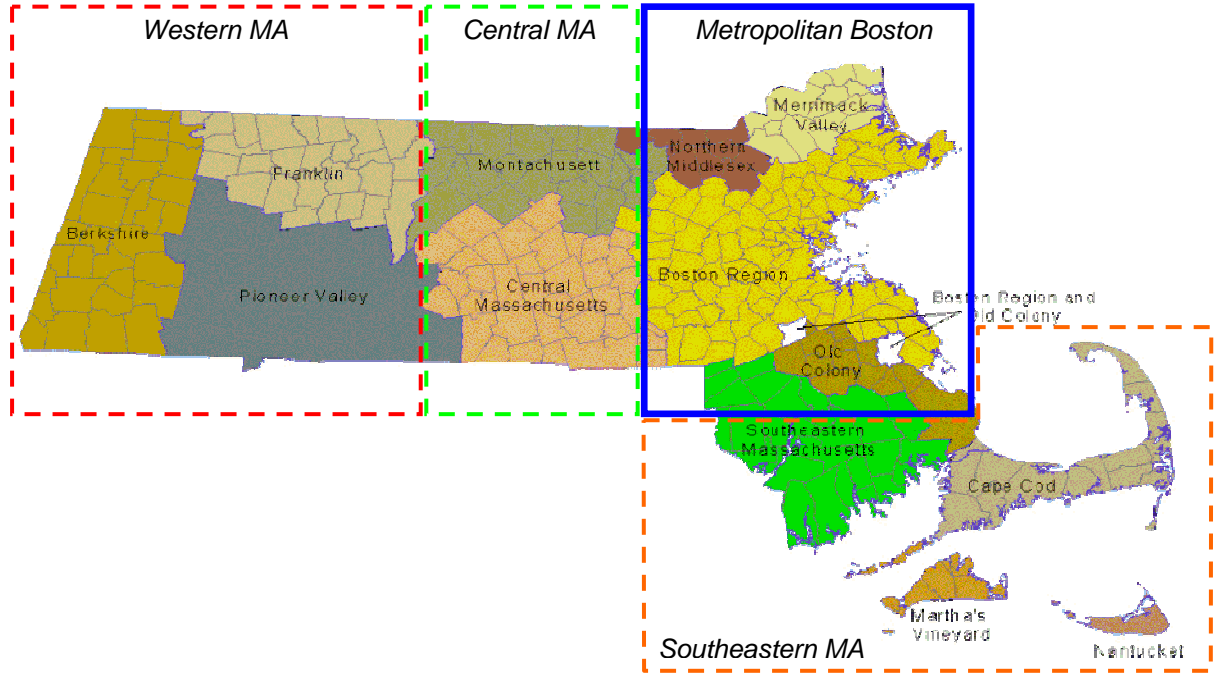 Western MA
Central MA
Metropolitan Boston
Merrimack
Valley
Northern
Middlesex
Montachusett
Franklin
Berkshire
Boston Region
Pioneer Valley
Central
Massachusetts
Boston Region and
Old Colony
Old
Colony
Southeastern
Massachusetts
Cape Cod
Martha's
Vineyard
Nantucket
Southeastern MA